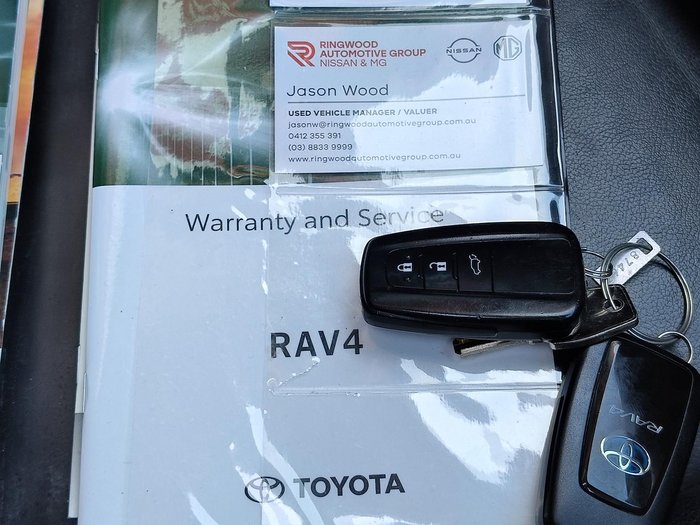 RINGWOOD
AUTOMOTIVE GROUP
NISSAN & MG
NISSAN
MG
Jason Wood
USED VEHICLE MANAGER / VALUER
jasonw@ringwoodautomotivegroup.com.au
0412 355 391
(03) 8833 9999
www.ringwoodautomotivegroup.com.au
Warranty and Service
RAV4
TOYOTA
RAV4